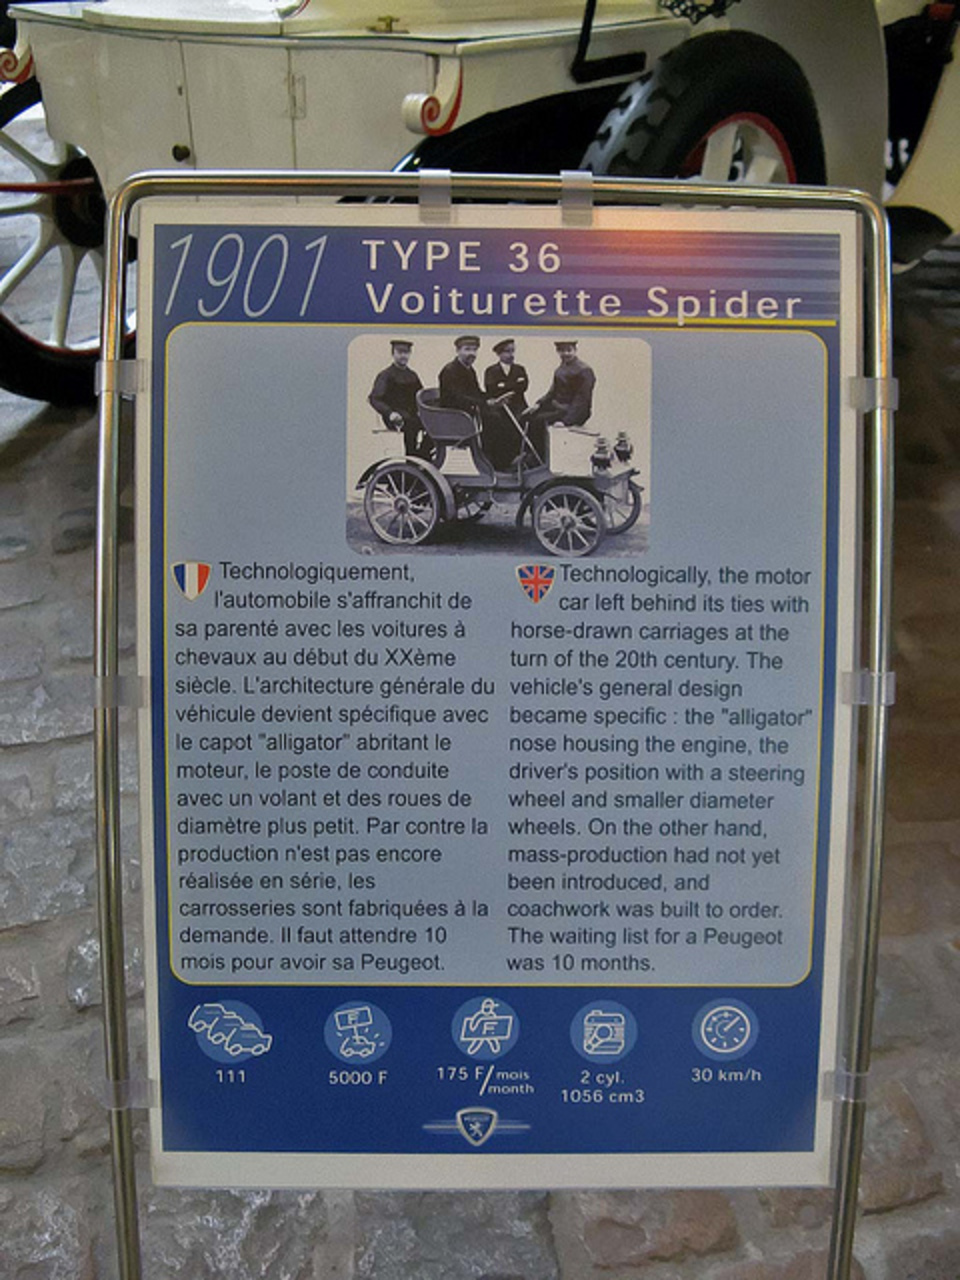 1901
TYPE 36
Voiturette Spider
Technologiquement,
l'automobile s'affranchit de
sa parenté avec les voitures à
chevaux au début du XXème
siècle. L'architecture générale du
véhicule devient spécifique avec
le capot "alligator" abritant le
moteur, le poste de conduite
avec un volant et des roues de
diamètre plus petit. Par contre la
production n'est pas encore
réalisée en série, les
carrosseries sont fabriquées à la
demande. Il faut attendre 10
mois pour avoir sa Peugeot.
Technologically, the motor
car left behind its ties with
horse-drawn carriages at the
turn of the 20th century. The
vehicle's general design
became specific : the "alligator"
nose housing the engine, the
driver's position with a steering
wheel and smaller diameter
wheels. On the other hand,
mass-production had not yet
been introduced, and
coachwork was built to order.
The waiting list for a Peugeot
was 10 months.
F
F
111
5000 F
175 F/mois
month
2 cyl.
1056 cm3
30 km/h